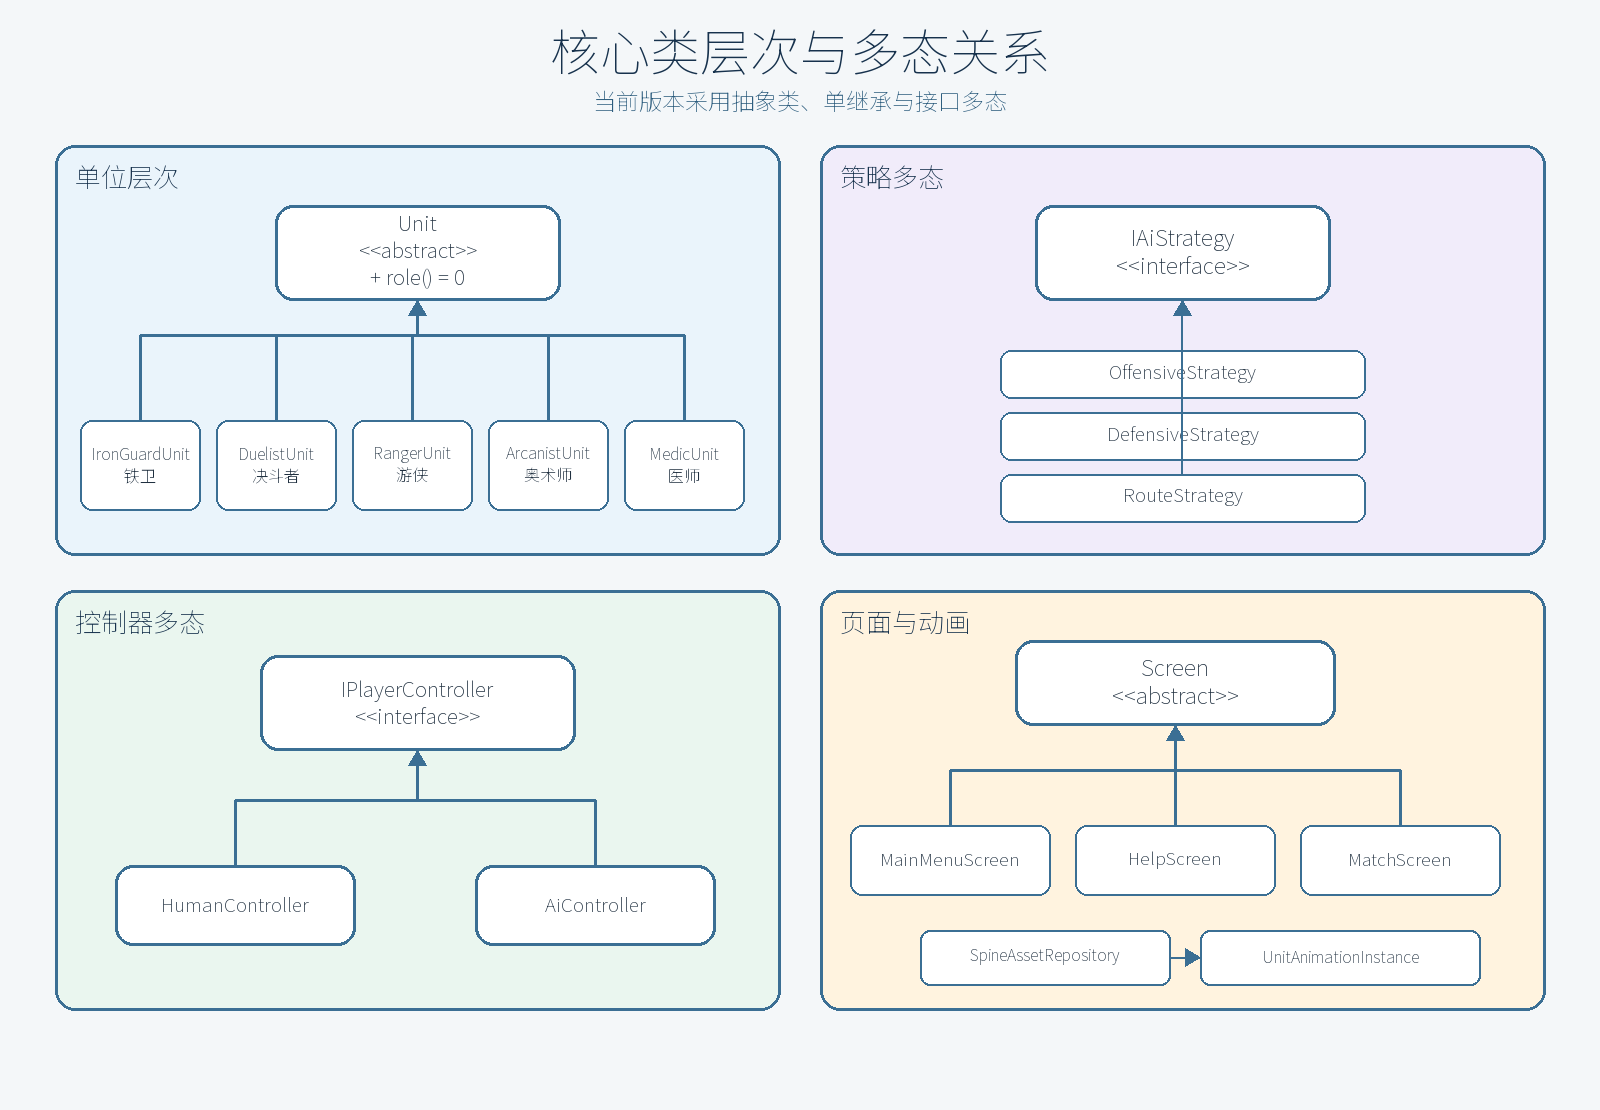 核心类层次与多态关系
当前版本采用抽象类、单继承与接口多态
单位层次
Unit
<<abstract>>
+ role() = 0
IronGuardUnit
铁卫
DuelistUnit
决斗者
RangerUnit
游侠
ArcanistUnit
奥术师
MedicUnit
医师
策略多态
IAiStrategy
<<interface>>
OffensiveStrategy
DefensiveStrategy
RouteStrategy
控制器多态
IPlayerController
<<interface>>
HumanController
AiController
页面与动画
Screen
<<abstract>>
MainMenuScreen
HelpScreen
MatchScreen
SpineAssetRepository
UnitAnimationInstance